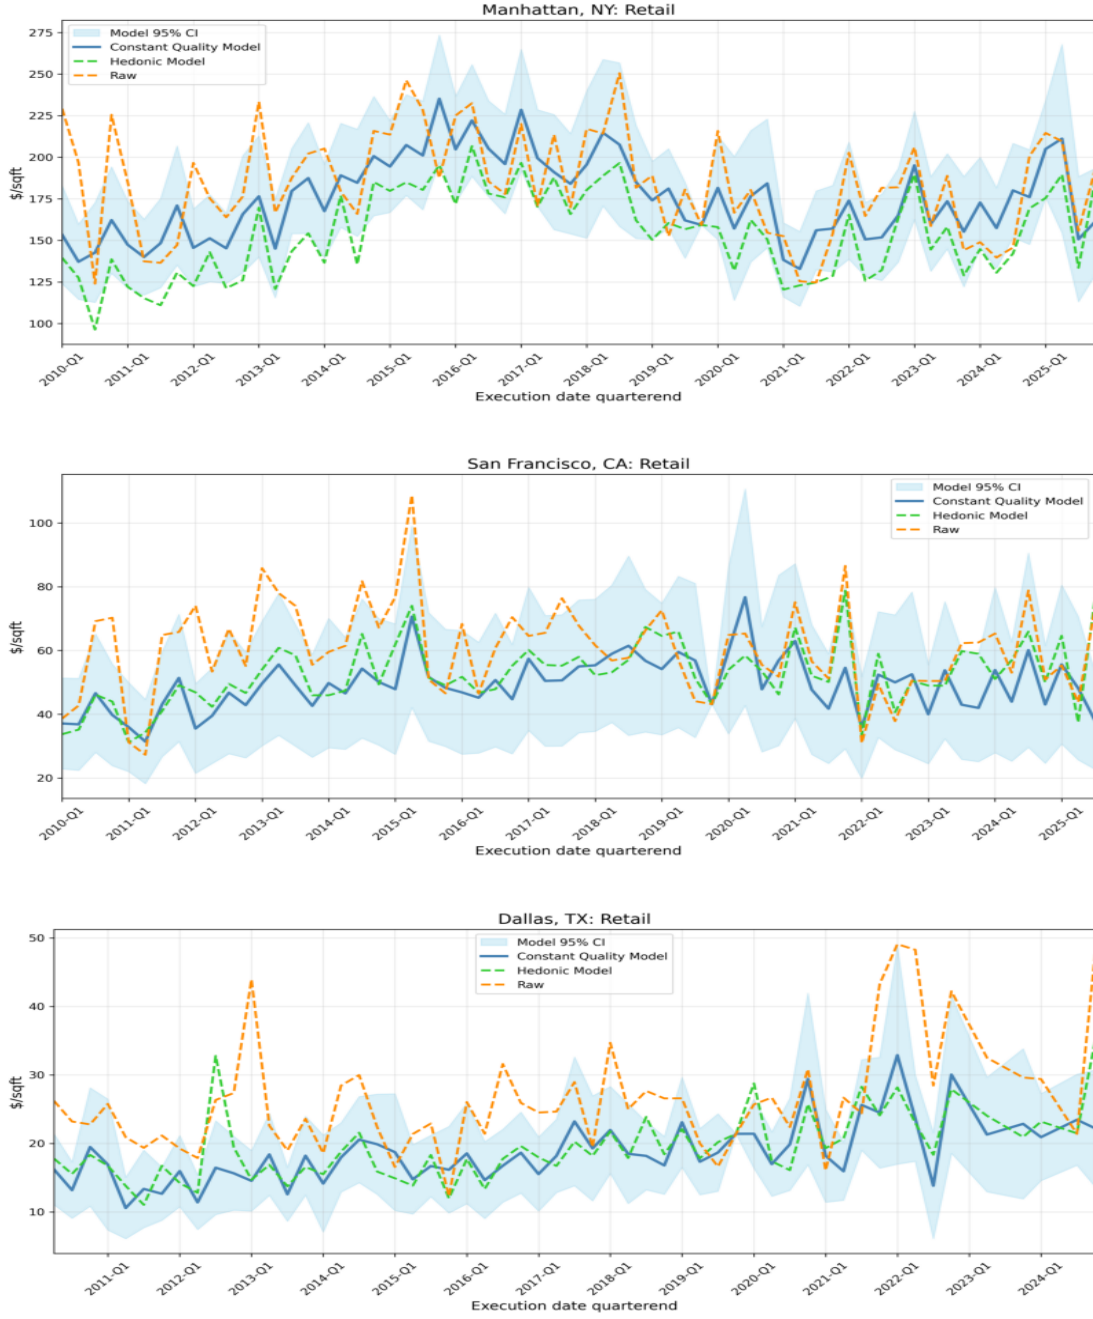 Manhattan, NY: Retail
Model 95% CI
Constant Quality Model
Hedonic Model
Raw
275
250
225
200
175
150
125
100
$/sqft
2010-Q1
2011-Q1
2012-Q1
2013-Q1
2014-Q1
2015-Q1
2016-Q1
2017-Q1
2018-Q1
2019-Q1
2020-Q1
2021-Q1
2022-Q1
2023-Q1
2024-Q1
2025-Q1
Execution date quarterend
San Francisco, CA: Retail
Model 95% CI
Constant Quality Model
Hedonic Model
Raw
100
80
60
40
20
$/sqft
2010-Q1
2011-Q1
2012-Q1
2013-Q1
2014-Q1
2015-Q1
2016-Q1
2017-Q1
2018-Q1
2019-Q1
2020-Q1
2021-Q1
2022-Q1
2023-Q1
2024-Q1
2025-Q1
Execution date quarterend
Dallas, TX: Retail
Model 95% CI
Constant Quality Model
Hedonic Model
Raw
50
40
30
20
10
$/sqft
2011-Q1
2012-Q1
2013-Q1
2014-Q1
2015-Q1
2016-Q1
2017-Q1
2018-Q1
2019-Q1
2020-Q1
2021-Q1
2022-Q1
2023-Q1
2024-Q1
Execution date quarterend